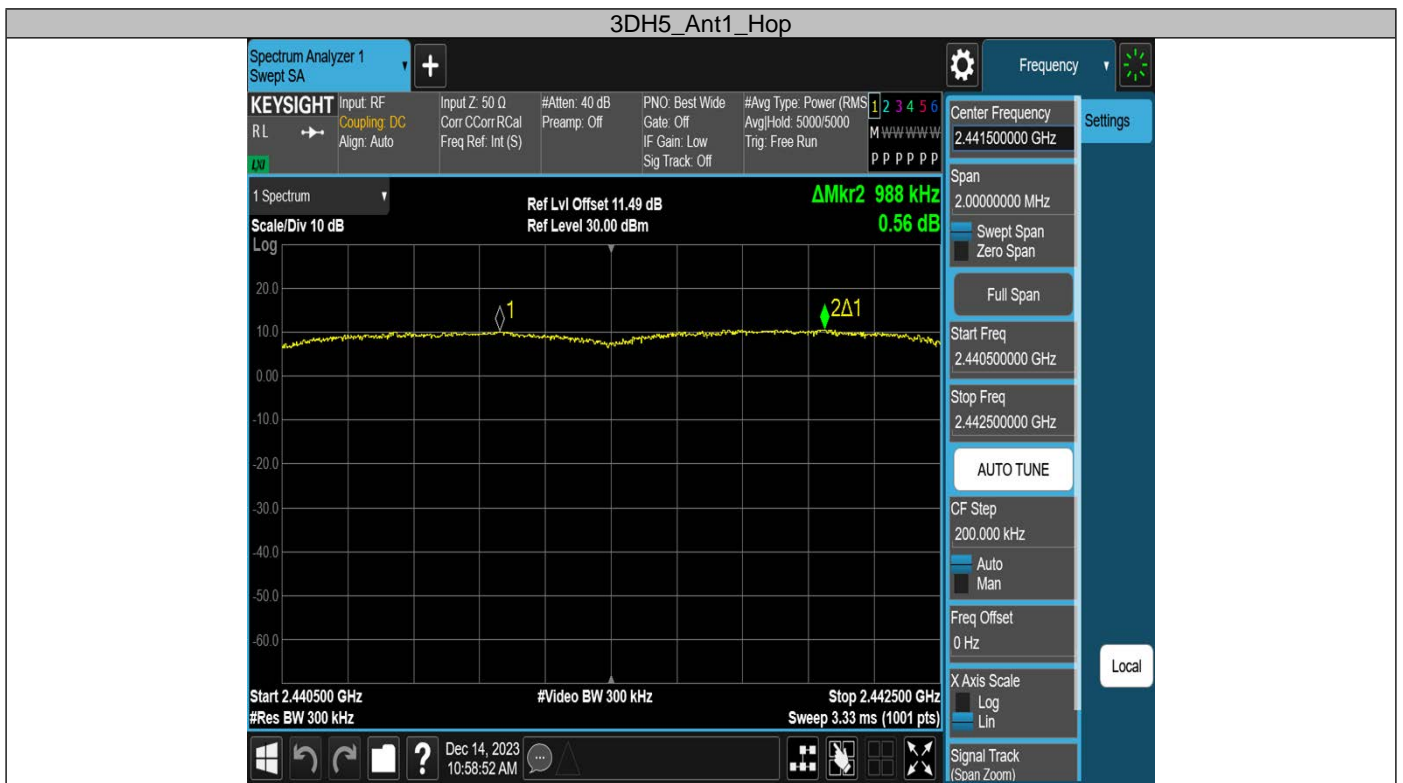 3DH5_Ant1_Hop
Spectrum Analyzer 1
Swept SA
+
Frequency
KEYSIGHT
RL
LXI
Input: RF
Coupling: DC
Align: Auto
Input Z: 50 Ω
Corr CCorr RCal
Freq Ref: Int (S)
#Atten: 40 dB
Preamp: Off
PNO: Best Wide
Gate: Off
IF Gain: Low
Sig Track: Off
#Avg Type: Power (RMS
Avg|Hold: 5000/5000
Trig: Free Run
1 2 3 4 5 6
M W W W W W
P P P P P P
1 Spectrum
Scale/Div 10 dB
Ref Lvl Offset 11.49 dB
Ref Level 30.00 dBm
ΔMkr2 988 kHz
0.56 dB
Log
20.0
10.0
0.00
-10.0
-20.0
-30.0
-40.0
-50.0
-60.0
1
2Δ1
Start 2.440500 GHz
#Res BW 300 kHz
#Video BW 300 kHz
Stop 2.442500 GHz
Sweep 3.33 ms (1001 pts)
Center Frequency
2.441500000 GHz
Settings
Span
2.00000000 MHz
Swept Span
Zero Span
Full Span
Start Freq
2.440500000 GHz
Stop Freq
2.442500000 GHz
AUTO TUNE
CF Step
200.000 kHz
Auto
Man
Freq Offset
0 Hz
Local
X Axis Scale
Log
Lin
Signal Track
(Span Zoom)
?
Dec 14, 2023
10:58:52 AM